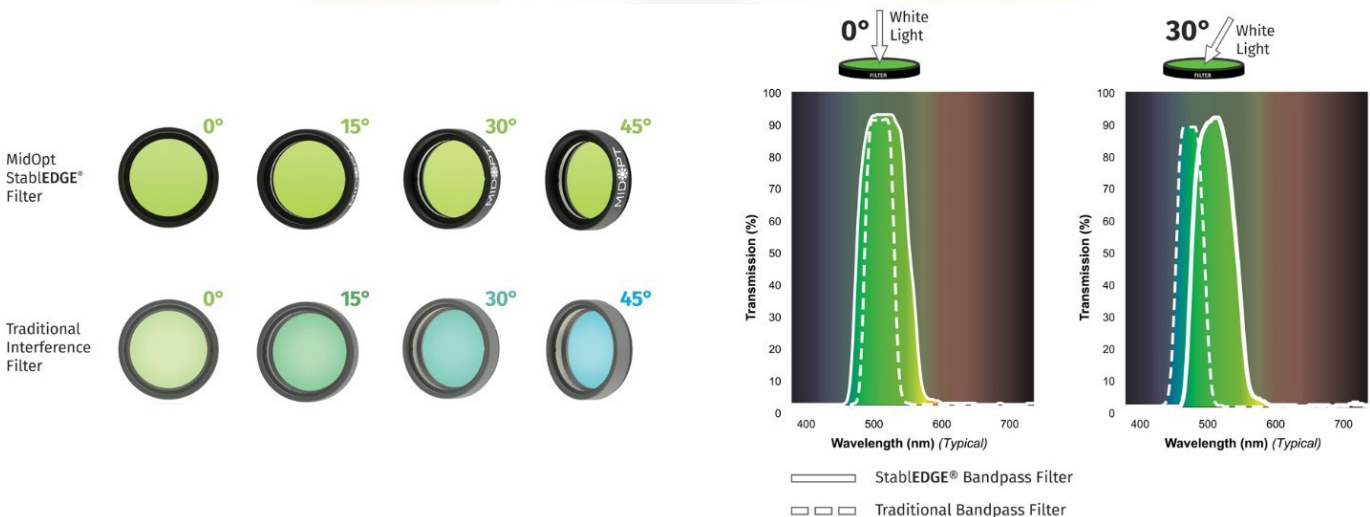 MidOpt
StablEDGE®
Filter
0°
15°
30°
45°
MIDOPT
MIDOPT
Traditional
Interference
Filter
0°
15°
30°
45°
0°
White
Light
FILTER
Transmission (%)
100
90
80
70
60
50
40
30
20
10
0
400
500
600
700
Wavelength (nm) (Typical)
30°
White
Light
FILTER
Transmission (%)
100
90
80
70
60
50
40
30
20
10
0
400
500
600
700
Wavelength (nm) (Typical)
StablEDGE® Bandpass Filter
Traditional Bandpass Filter